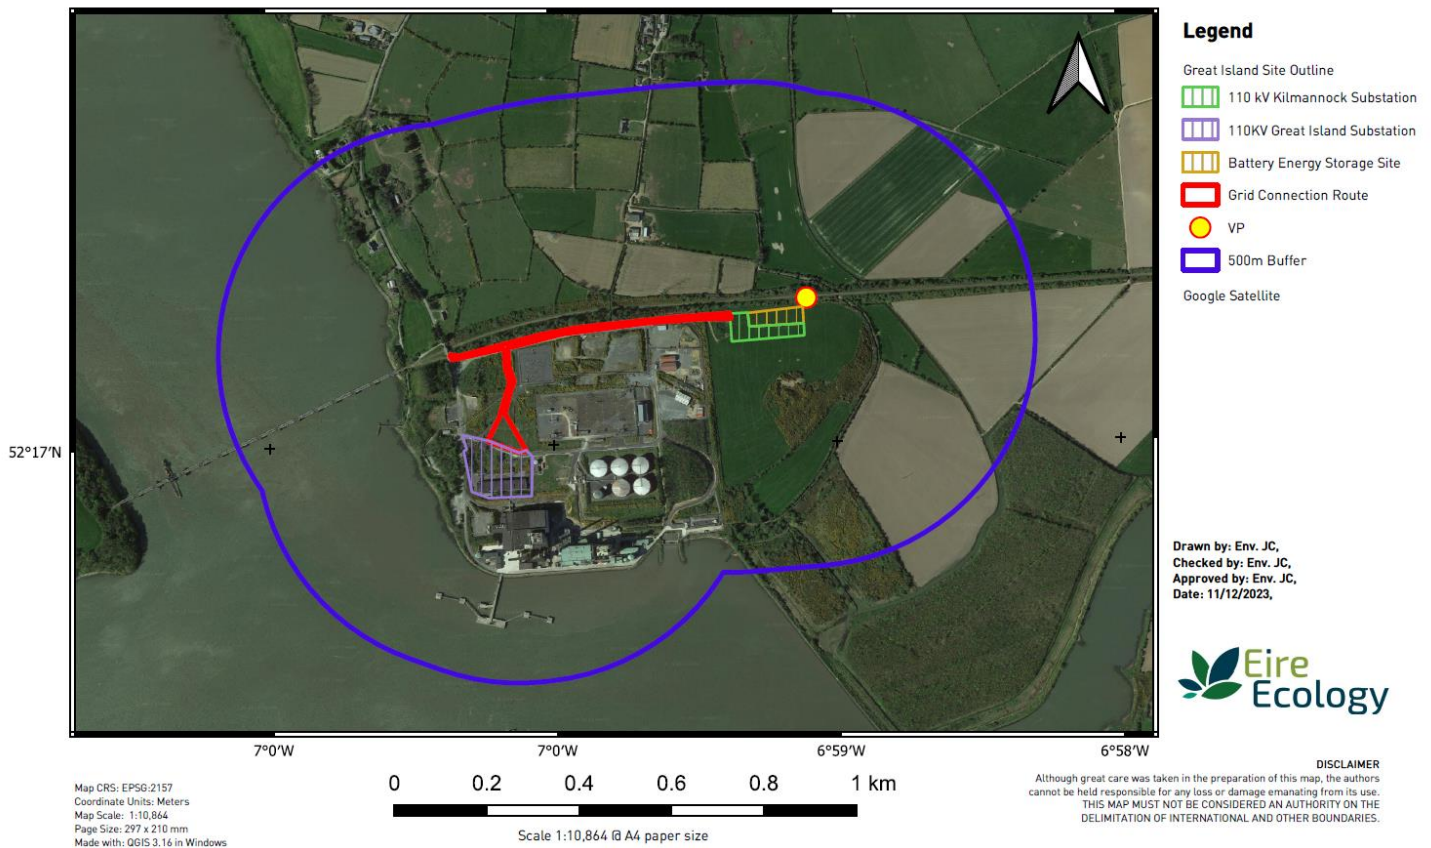 Legend
Great Island Site Outline
110 kV Kilmannock Substation
110KV Great Island Substation
Battery Energy Storage Site
Grid Connection Route
VP
500m Buffer
Google Satellite
52°17'N
Drawn by: Env. JC,
Checked by: Env. JC,
Approved by: Env. JC,
Date: 11/12/2023,
Eire
Ecology
7°0'W
7°0'W
6°59'W
6°58'W
Map CRS: EPSG:2157
Coordinate Units: Meters
Map Scale: 1:10,864
Page Size: 297 x 210 mm
Made with: QGIS 3.16 in Windows
0 0.2 0.4 0.6 0.8 1 km
Scale 1:10,864 @ A4 paper size
DISCLAIMER
Although great care was taken in the preparation of this map, the authors
cannot be held responsible for any loss or damage emanating from its use.
THIS MAP MUST NOT BE CONSIDERED AN AUTHORITY ON THE
DELIMITATION OF INTERNATIONAL AND OTHER BOUNDARIES.